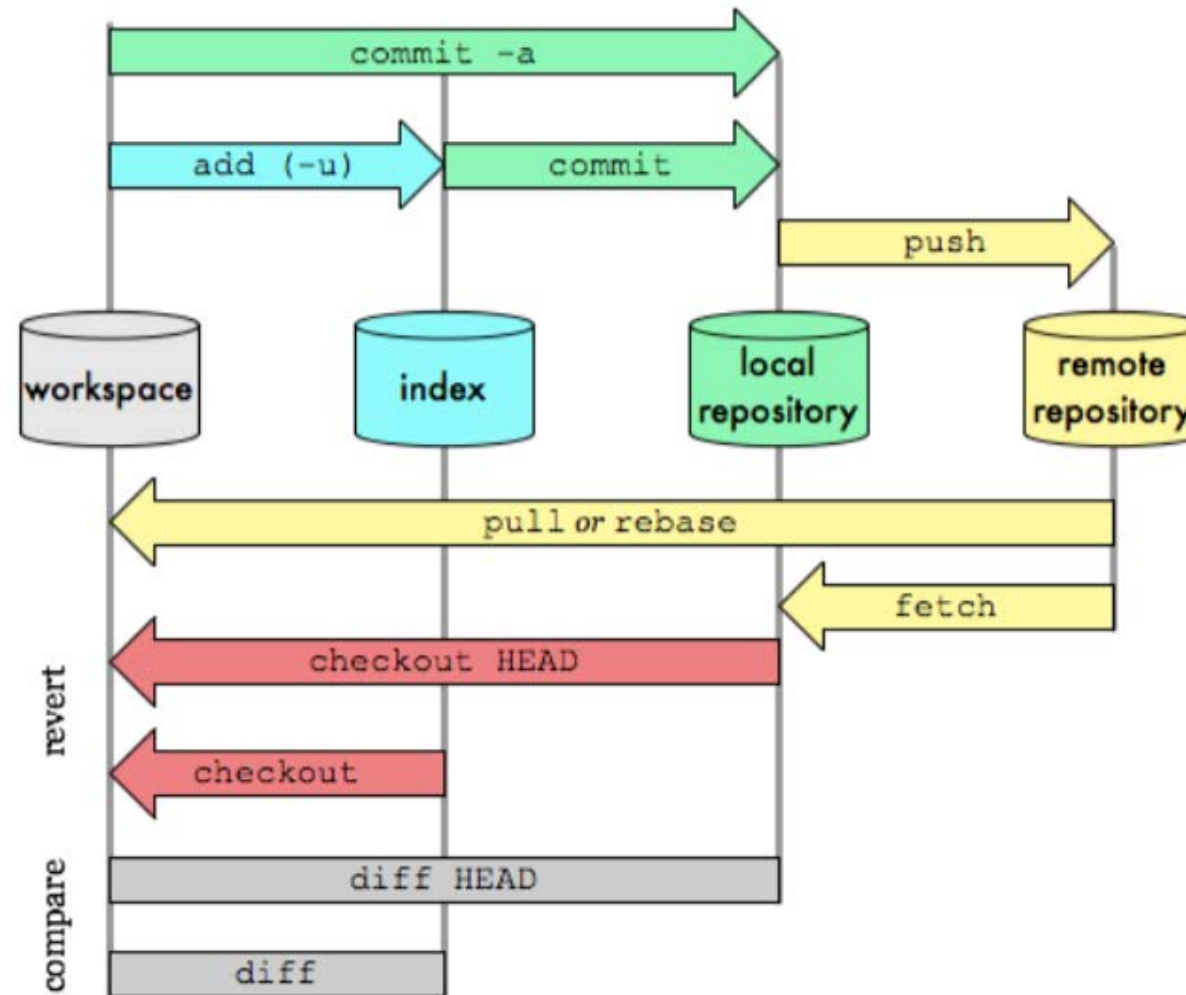 commit -a
add (-u)
commit
push
workspace
index
local
repository
remote
repository
pull or rebase
fetch
revert
checkout HEAD
checkout
compare
diff HEAD
diff